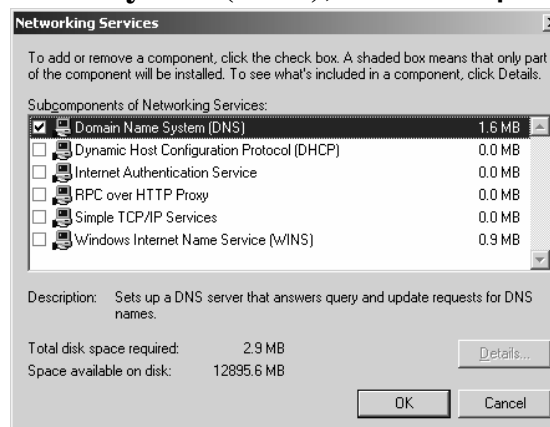 Networking Services
To add or remove a component, click the check box. A shaded box means that only part
of the component will be installed. To see what's included in a component, click Details.
Subcomponents of Networking Services:
Domain Name System (DNS) 1.6 MB
Dynamic Host Configuration Protocol (DHCP) 0.0 MB
Internet Authentication Service 0.0 MB
RPC over HTTP Proxy 0.0 MB
Simple TCP/IP Services 0.0 MB
Windows Internet Name Service (WINS) 0.9 MB
Description: Sets up a DNS server that answers query and update requests for DNS
names.
Total disk space required: 2.9 MB
Details...
Space available on disk: 12895.6 MB
OK Cancel